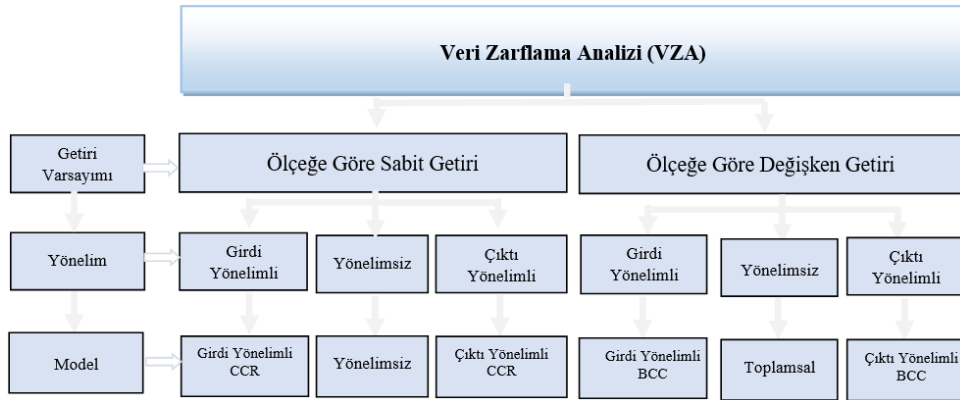 Veri Zarflama Analizi (VZA)
Getiri
Varsayımı
Ölçeğe Göre Sabit Getiri
Ölçeğe Göre Değişken Getiri
Yönelim
Girdi
Yönelimli
Yönelimsiz
Çıktı
Yönelimli
Girdi
Yönelimli
Yönelimsiz
Çıktı
Yönelimli
Model
Girdi Yönelimli
CCR
Yönelimsiz
Çıktı Yönelimli
CCR
Girdi Yönelimli
BCC
Toplamsal
Çıktı Yönelimli
BCC